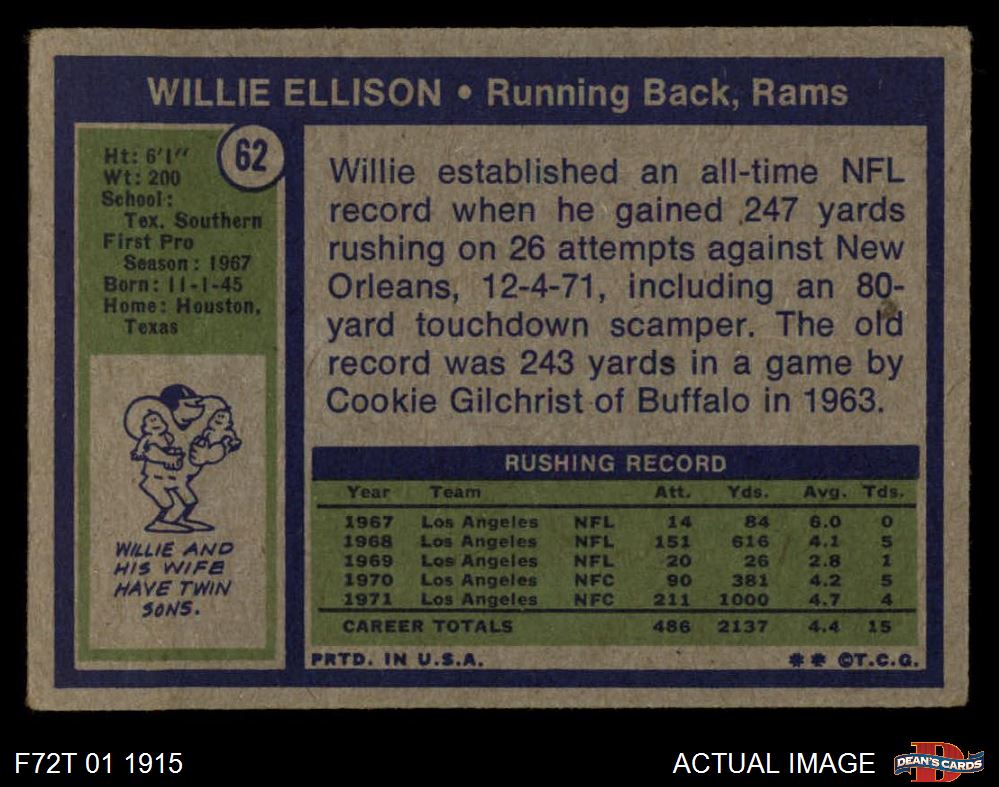 WILLIE ELLISON • Running Back, Rams
62
Ht: 6'1"
Wt: 200
School:
Tex. Southern
First Pro
Season: 1967
Born: 11-1-45
Home: Houston,
Texas
WILLIE AND
HIS WIFE
HAVE TWIN
SONS.
Willie established an all-time NFL
record when he gained 247 yards
rushing on 26 attempts against New
Orleans, 12-4-71, including an 80-
yard touchdown scamper. The old
record was 243 yards in a game by
Cookie Gilchrist of Buffalo in 1963.
RUSHING RECORD
Year Team Att. Yds. Avg. Tds.
1967 Los Angeles NFL 14 84 6.0 0
1968 Los Angeles NFL 151 616 4.1 5
1969 Los Angeles NFL 20 26 2.8 1
1970 Los Angeles NFC 90 381 4.2 5
1971 Los Angeles NFC 211 1000 4.7 4
CAREER TOTALS 486 2137 4.4 15
PRTD. IN U.S.A. ** ©T.C.G.
F72T 01 1915 ACTUAL IMAGE
D
DEAN'S CARDS